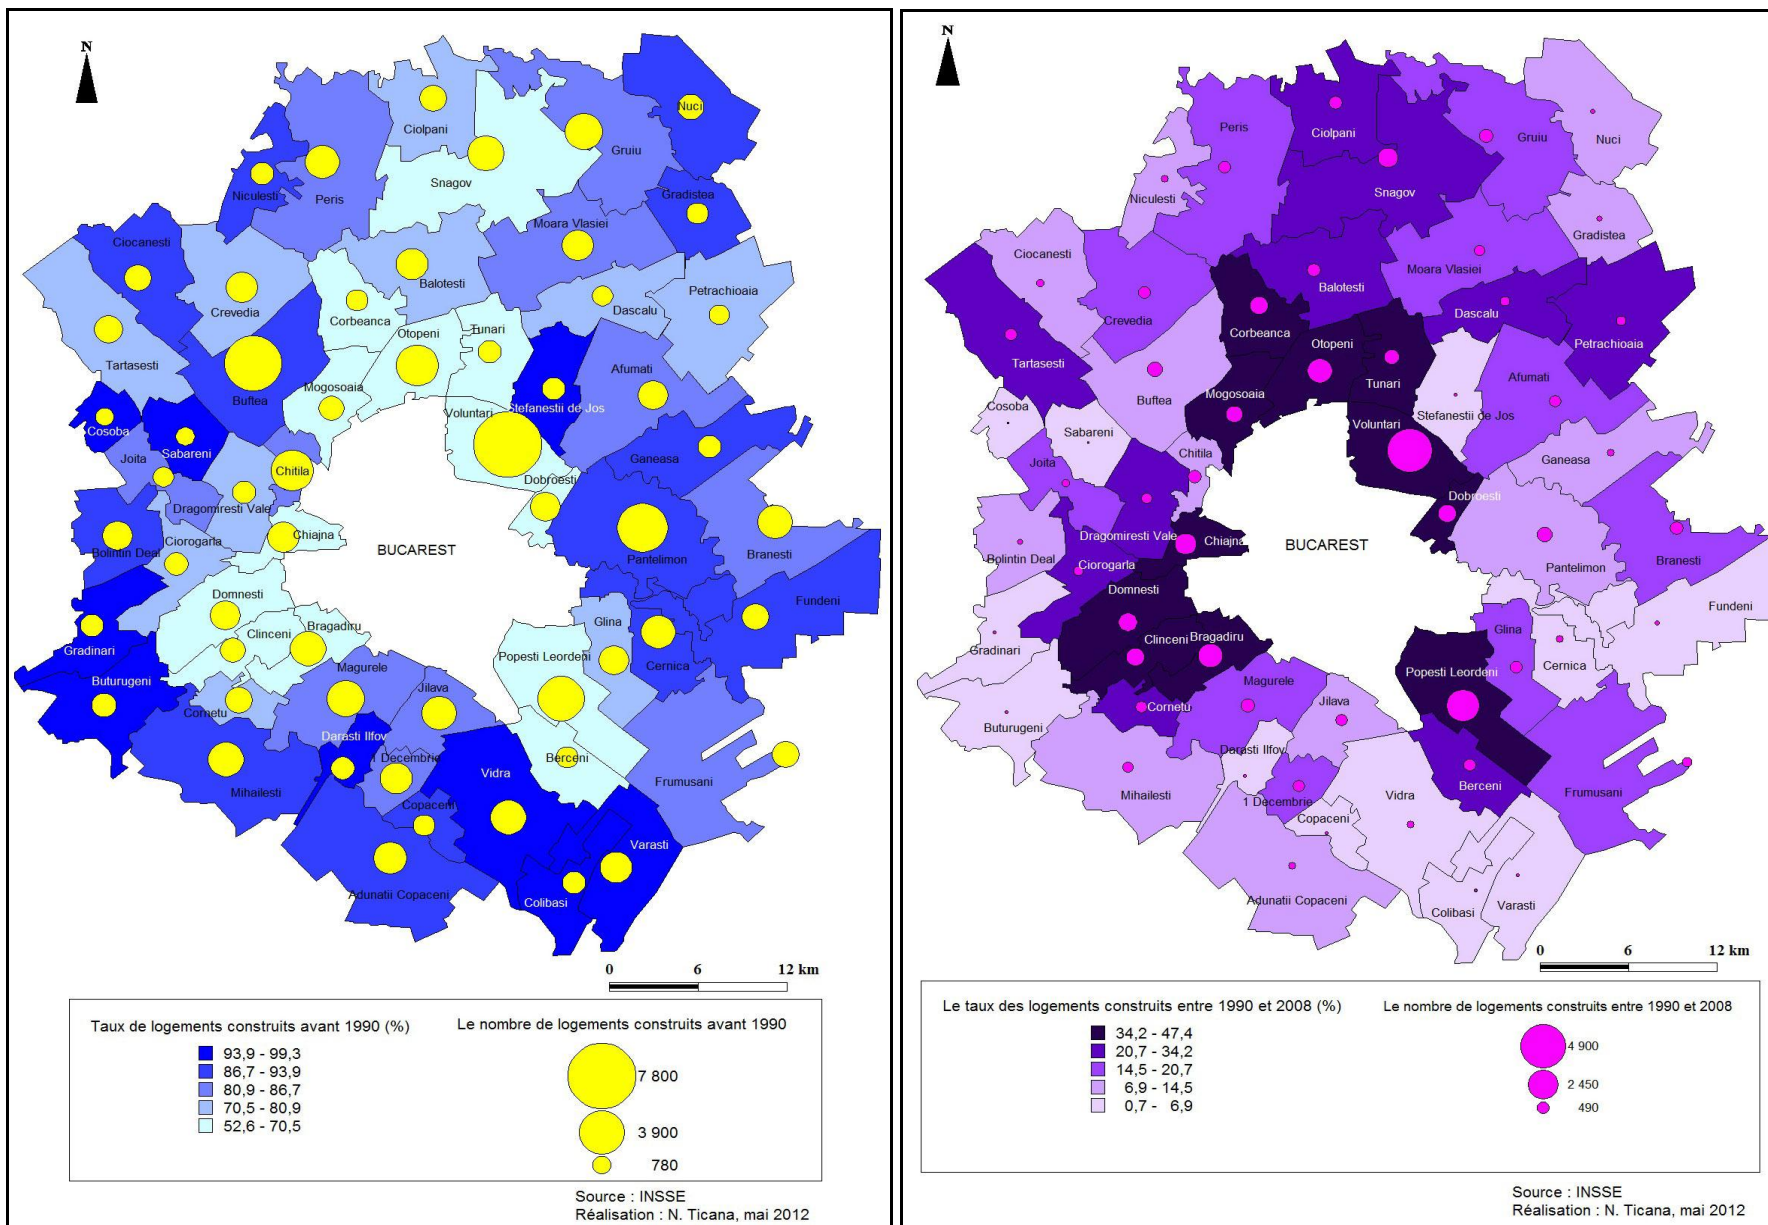 N
Nuci
Ciolpani
Gruiu
Snagov
Niculesti
Peris
Gradistea
Moara Vlasiei
Ciocanesti
Balotesti
Petrachioaia
Crevedia
Corbeanca
Dascalu
Otopeni
Tunari
Tartasesti
Afumati
Mogosoaia
Buftea
Stefanestii de Jos
Voluntari
Cosoba
Sabareni
Joita
Chitila
Ganeasa
Dobroesti
Dragomiresti Vale
Chiajna
Ciorogarla
Bolintin Deal
BUCAREST
Pantelimon
Branesti
Domnesti
Fundeni
Clinceni
Bragadiru
Glina
Gradinari
Popesti Leordeni
Cernica
Buturugeni
Magurele
Jilava
Cornetu
Darasti Ilfov
1 Decembrie
Berceni
Vidra
Frumusani
Mihailesti
Copaceni
Varasti
Adunatii Copaceni
Colibasi
0 6 12 km
Taux de logements construits avant 1990 (%)
93,9 - 99,3
86,7 - 93,9
80,9 - 86,7
70,5 - 80,9
52,6 - 70,5
Le nombre de logements construits avant 1990
7 800
3 900
780
Source : INSSE
Réalisation : N. Ticana, mai 2012
N
Peris
Ciolpani
Gruiu
Nuci
Snagov
Niculesti
Gradistea
Ciocanesti
Moara Vlasiei
Balotesti
Crevedia
Dascalu
Corbeanca
Petrachioaia
Otopeni
Tartasesti
Tunari
Afumati
Mogosoaia
Buftea
Cosoba
Stefanestii de Jos
Voluntari
Sabareni
Chitila
Joita
Ganeasa
Dobroesti
Dragomiresti Vale
Chiajna
Bolintin Deal
Ciorogarla
BUCAREST
Pantelimon
Branesti
Domnesti
Fundeni
Clinceni
Bragadiru
Glina
Gradinari
Cernica
Popesti Leordeni
Magurele
Jilava
Buturugeni
Cornetu
Darasti Ilfov
Mihailesti
Berceni
Frumusani
Vidra
1 Decembrie
Copaceni
Adunatii Copaceni
Varasti
Colibasi
0 6 12 km
Le taux des logements construits entre 1990 et 2008 (%)
34,2 - 47,4
20,7 - 34,2
14,5 - 20,7
6,9 - 14,5
0,7 - 6,9
Le nombre de logements construits entre 1990 et 2008
4 900
2 450
490
Source : INSSE
Réalisation : N. Ticana, mai 2012